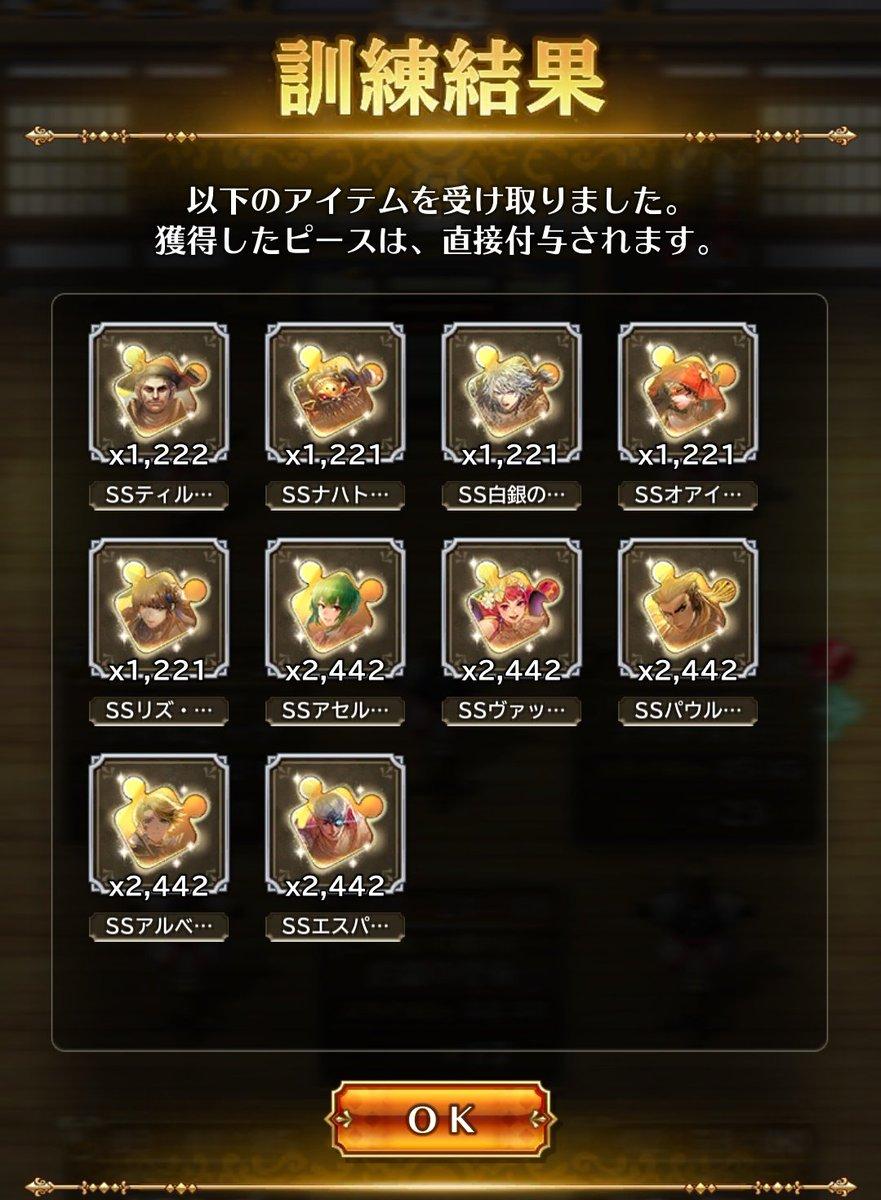 訓練結果
以下のアイテムを受け取りました。
獲得したピースは、直接付与されます。
x1,222
x1,221
x1,221
x1,221
SSティル…
SSナハト…
SS白銀の…
SSオアイ…
x1,221
x2,442
x2,442
x2,442
SSリズ・…
SSアセル…
SSヴァッ…
SSパウル…
x2,442
x2,442
SSアルベ…
SSエスパ…
OK